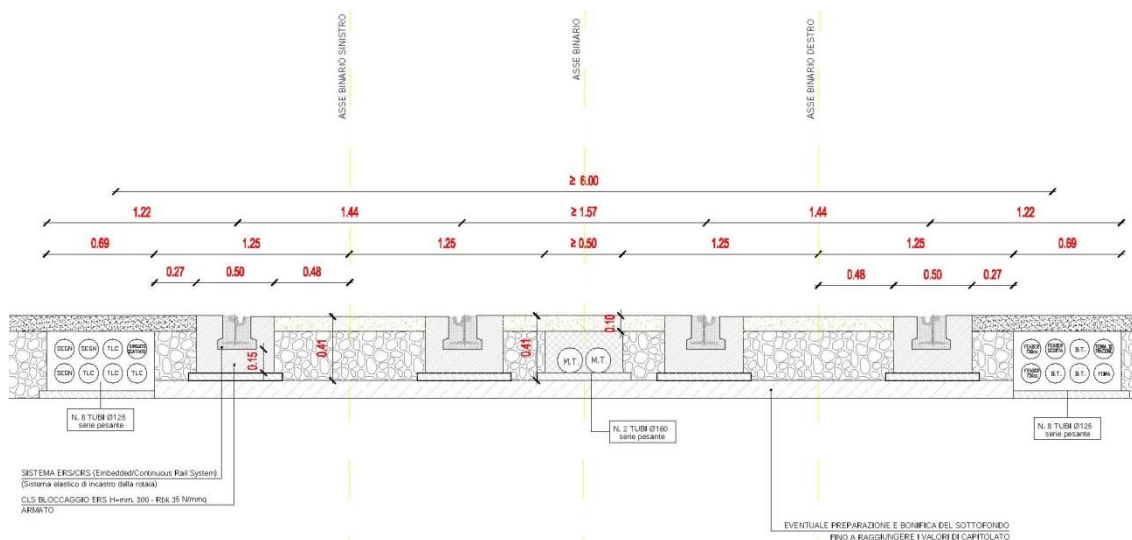 ASSE BINARIO SINISTRO
ASSE BINARIO
ASSE BINARIO DESTRO
≥ 6.00
1.22
1.44
≥ 1.57
1.44
1.22
0.69
1.25
1.25
≥ 0.50
1.25
1.25
0.69
0.27
0.50
0.48
0.48
0.50
0.27
0.15
0.41
0.41
0.10
SEGN
SEGN
TLC
SEGN
TLC
TLC
TLC
M.T.
M.T.
FEEDER
B.T.
B.T.
B.T.
N. 8 TUBI Ø125
serie pesante
N. 2 TUBI Ø160
serie pesante
N. 8 TUBI Ø125
serie pesante
SISTEMA ERS/CRS (Embedded/Continuous Rail System)
(Sistema elastico di incastro della rotaia)
CLS BLOCCAGGIO ERS H=mm. 300 - Rbk 35 N/mmq
ARMATO
EVENTUALE PREPARAZIONE E BONIFICA DEL SOTTOFONDO
FINO A RAGGIUNGERE I VALORI DI CAPITOLATO